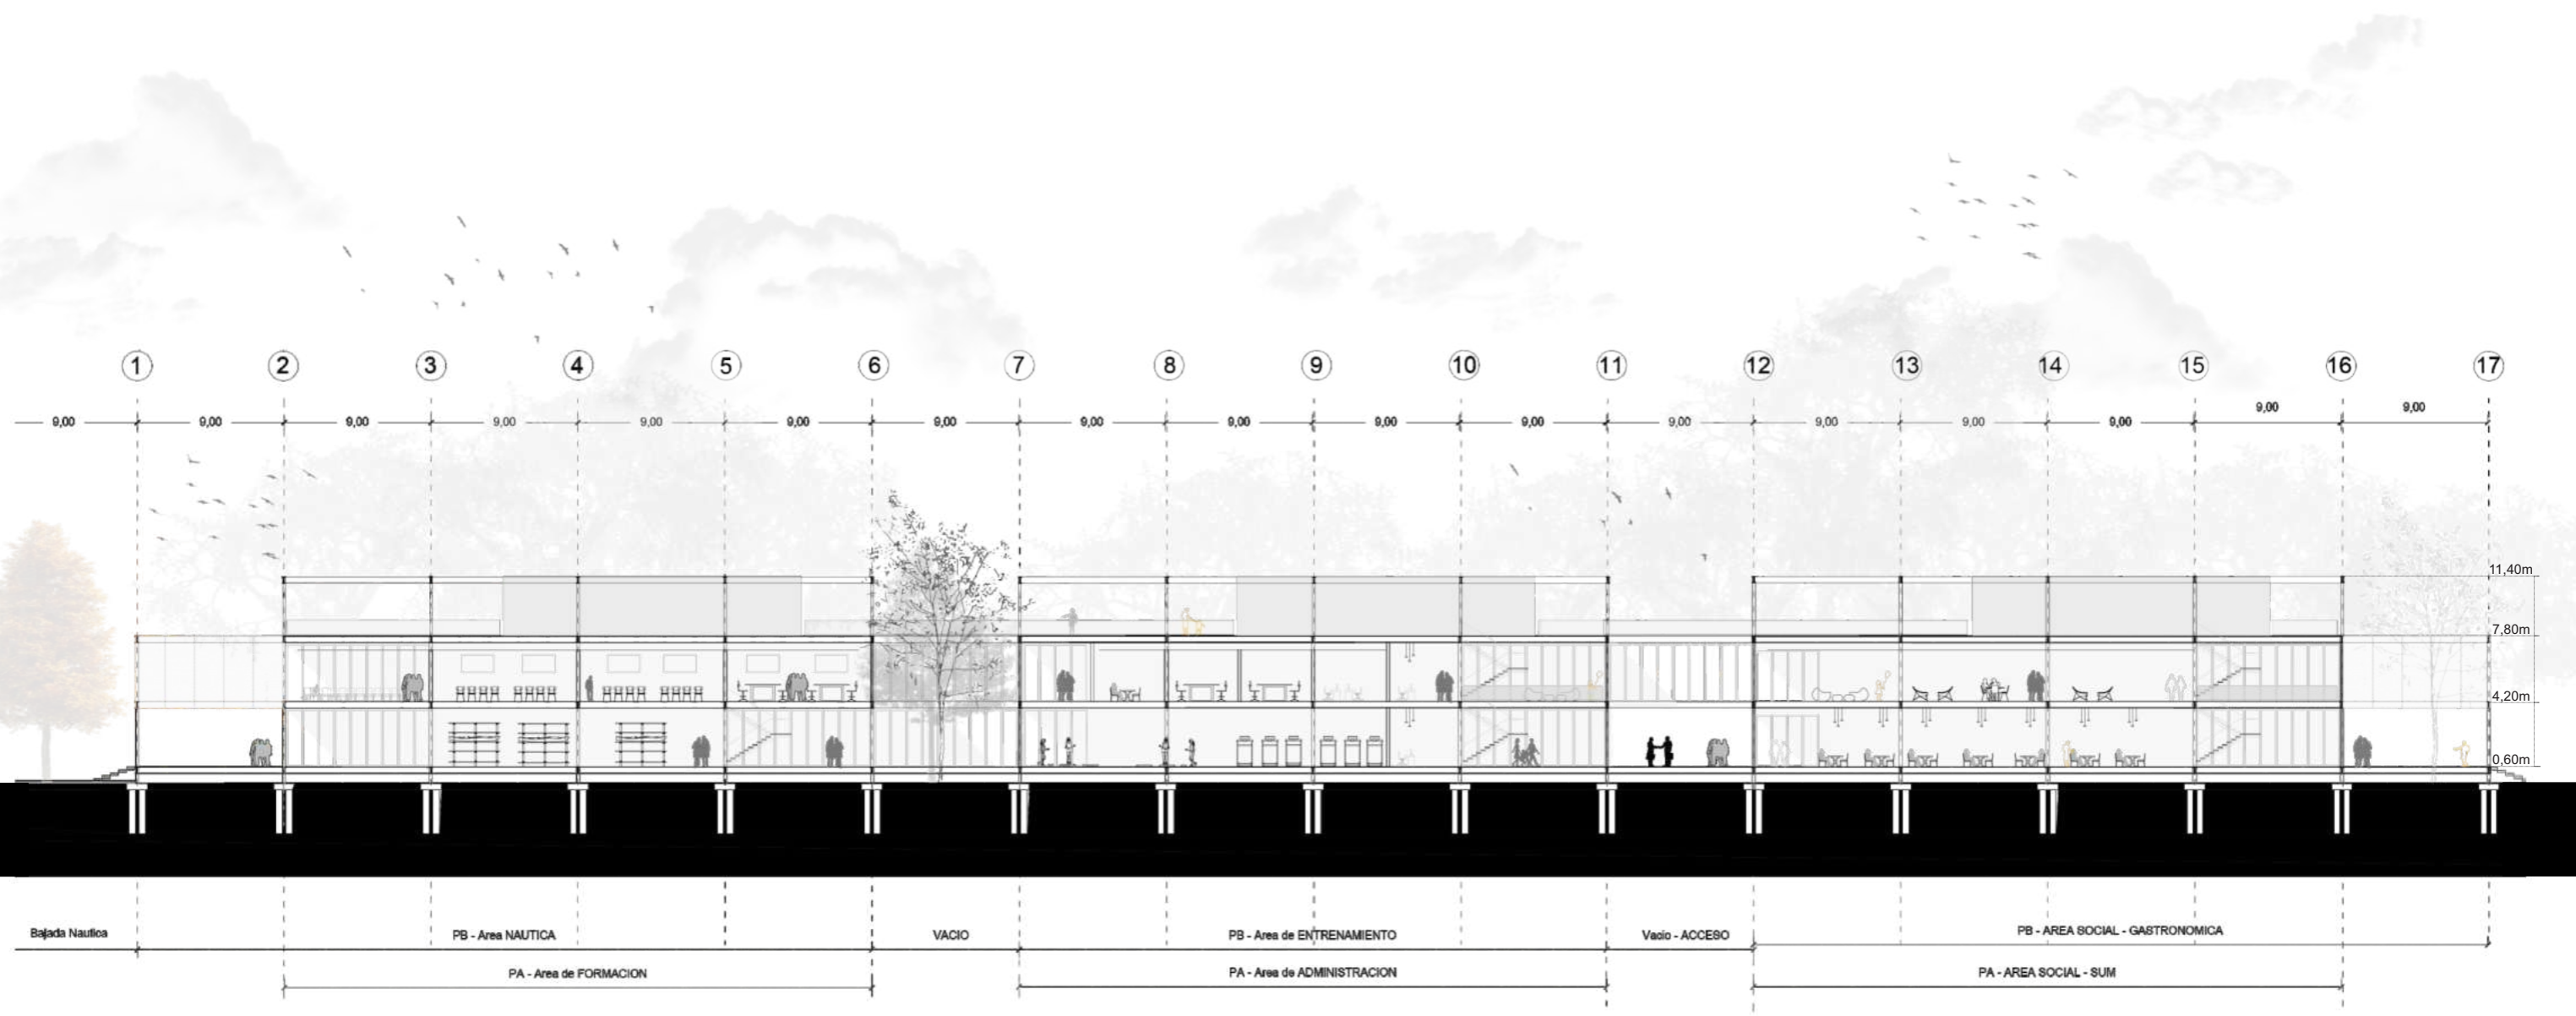 1 2 3 4 5 6 7 8 9 10 11 12 13 14 15 16 17
9,00 9,00 9,00 9,00 9,00 9,00 9,00 9,00 9,00 9,00 9,00 9,00 9,00 9,00 9,00 9,00 9,00
11,40m
7,80m
4,20m
0,60m
Bajada Nautica PB - Area NAUTICA VACIO PB - Area de ENTRENAMIENTO Vacio - ACCESO PB - AREA SOCIAL - GASTRONOMICA
PA - Area de FORMACION PA - Area de ADMINISTRACION PA - AREA SOCIAL - SUM